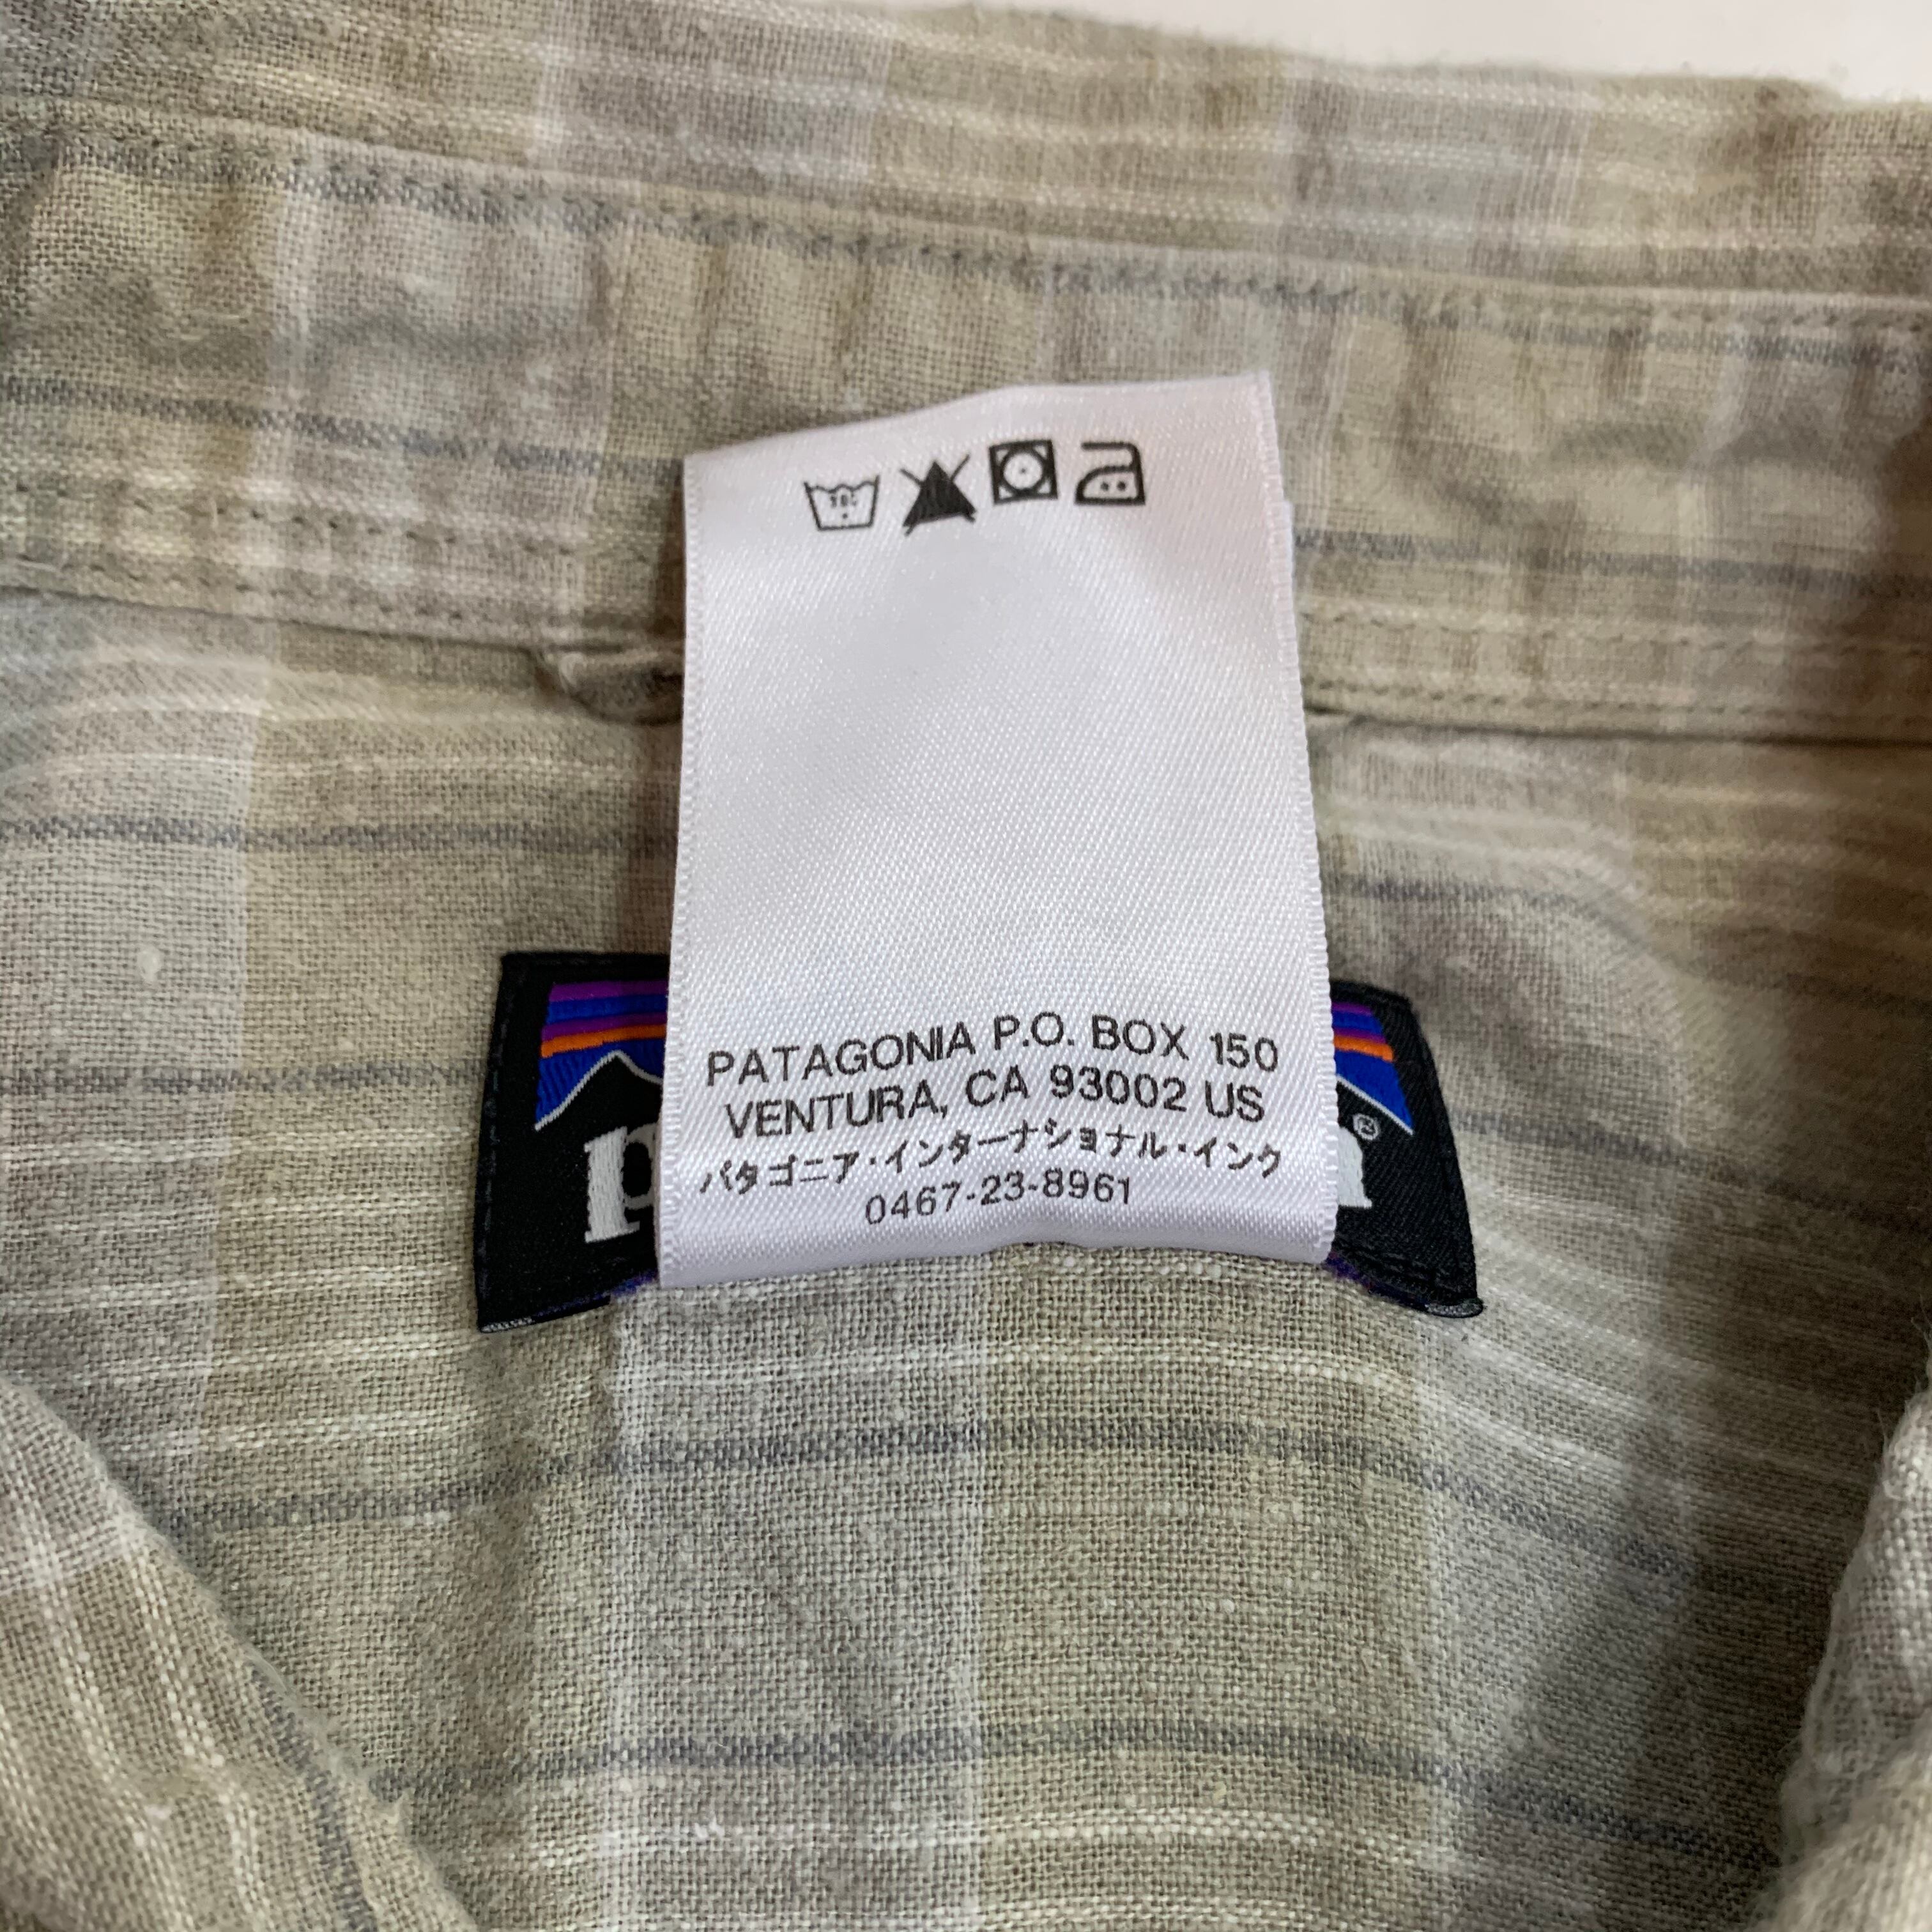 PATAGONIA P.O. BOX 150
VENTURA, CA 93002 US
パタゴニア・インターナショナル・インク
0467-23-8961